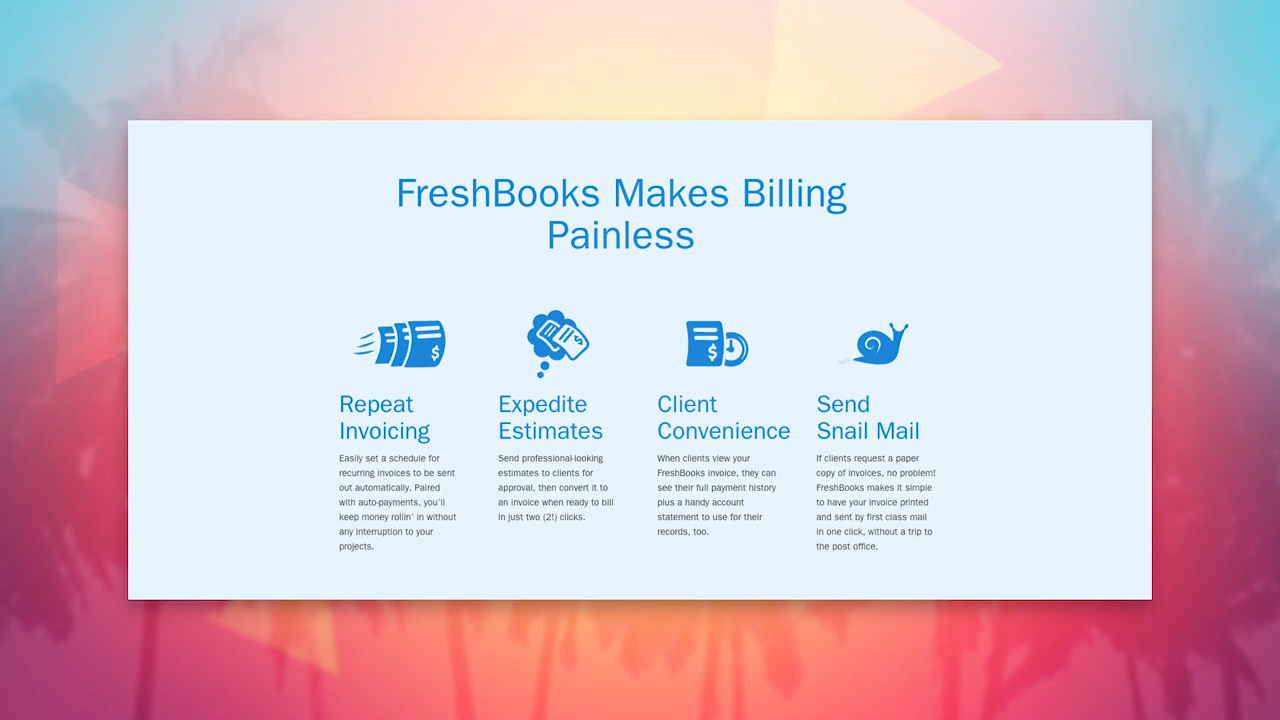 FreshBooks Makes Billing
Painless
Repeat
Invoicing
Easily set a schedule for
recurring invoices to be sent
out automatically. Paired
with auto-payments, you'll
keep money rollin' in without
any interruption to your
projects.
Expedite
Estimates
Send professional-looking
estimates to clients for
approval, then convert it to
an invoice when ready to bill
in just two (2!) clicks.
Client
Convenience
When clients view your
FreshBooks invoice, they can
see their full payment history
plus a handy account
statement to use for their
records, too.
Send
Snail Mail
If clients request a paper
copy of invoices, no problem!
FreshBooks makes it simple
to have your invoice printed
and sent by first class mail
in one click, without a trip to
the post office.